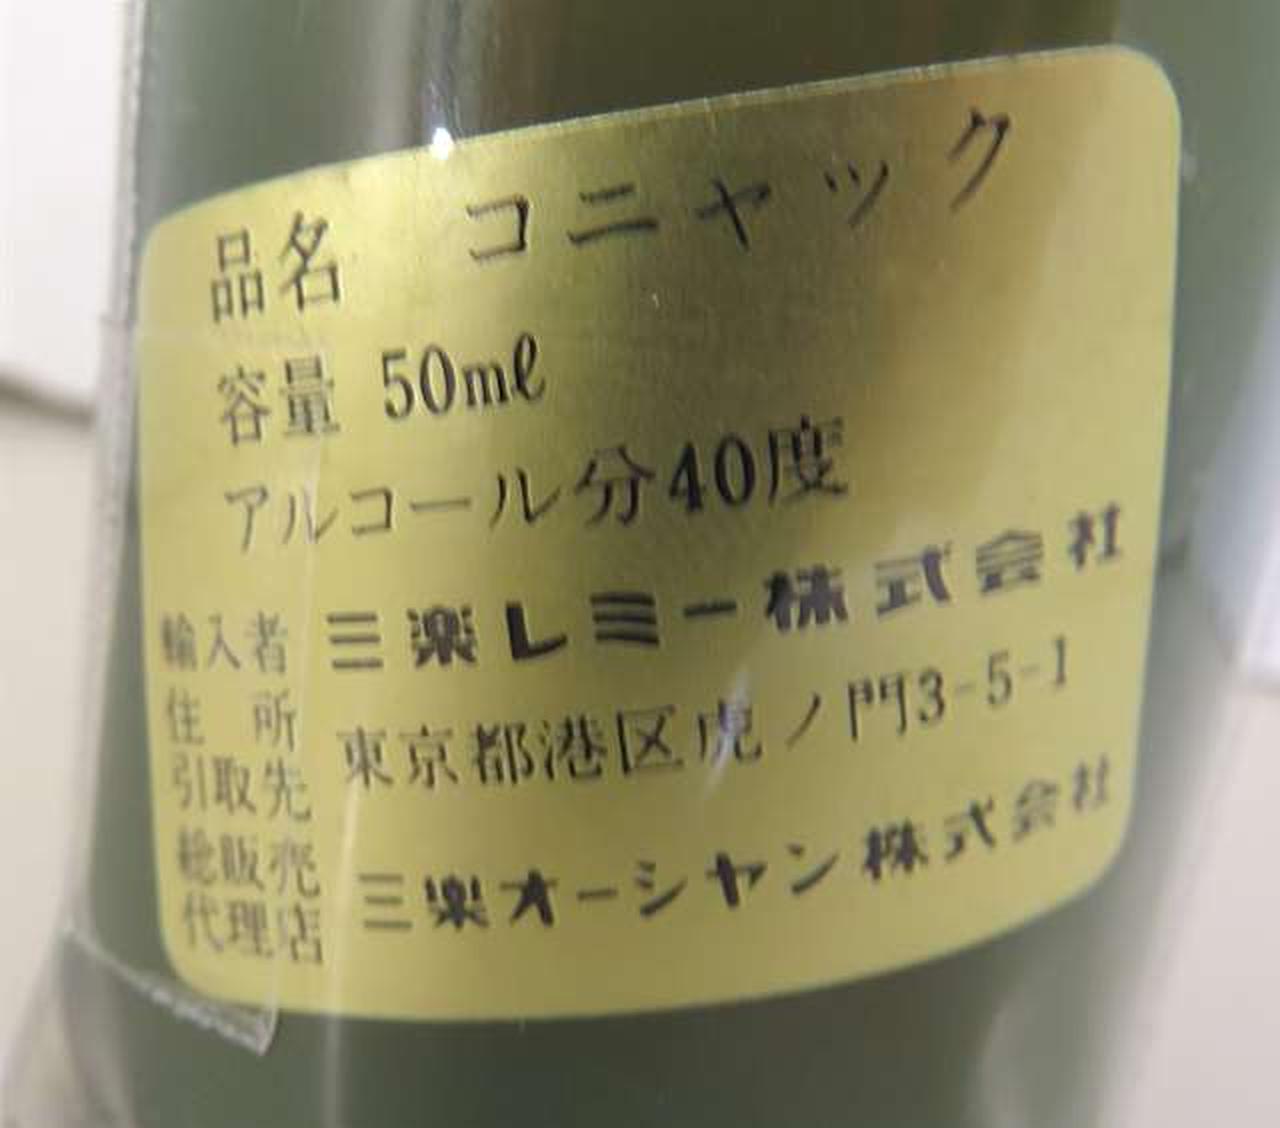 品名 コニャック
容量 50mℓ
アルコール分40度
輸入者 三楽レミー株式会社
住所 東京都港区虎ノ門3-5-1
引取先
総販売
代理店 三楽オーシャン株式会社